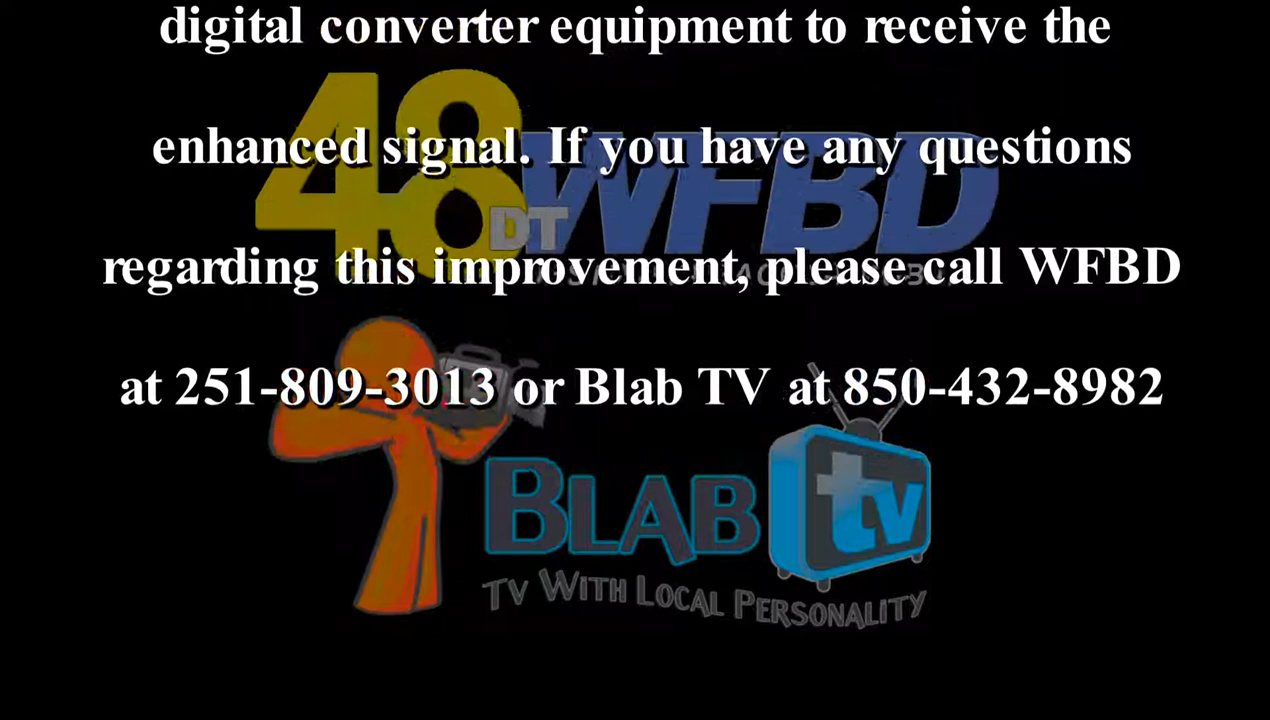 digital converter equipment to receive the
enhanced signal. If you have any questions
regarding this improvement, please call WFBD
at 251-809-3013 or Blab TV at 850-432-8982
48
DT
WFBD
BLAB
tv
TV WITH LOCAL PERSONALITY